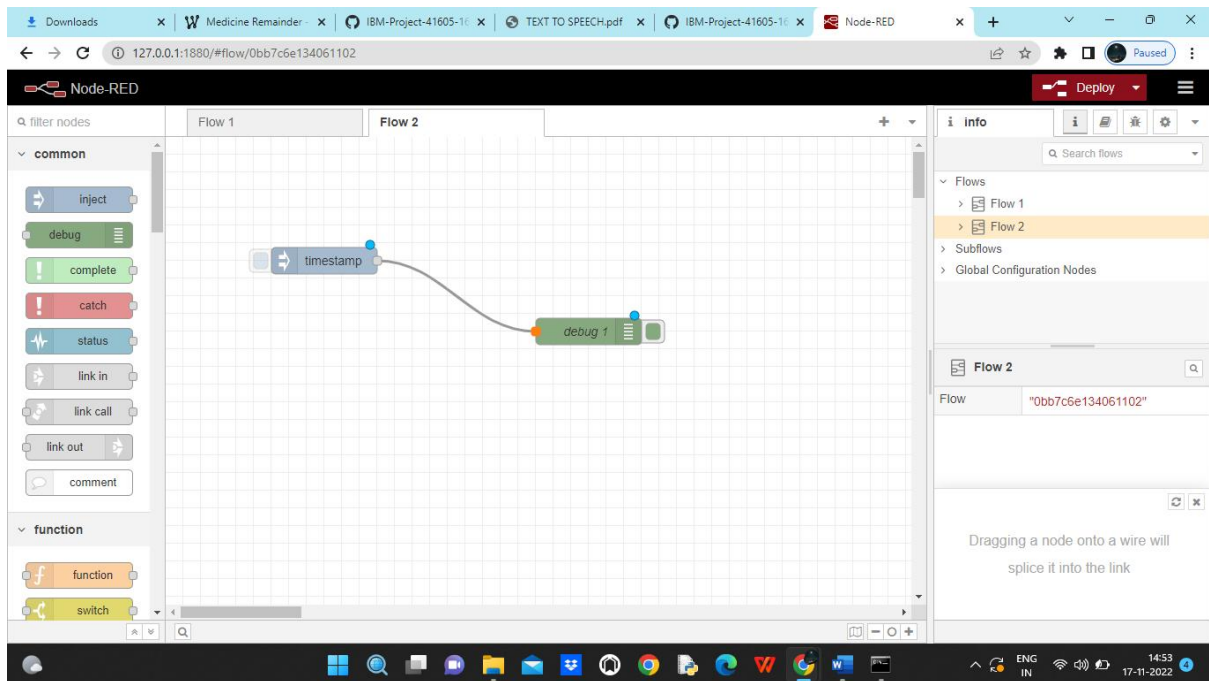 Downloads
Medicine Remainder -
IBM-Project-41605-16
TEXT TO SPEECH.pdf
IBM-Project-41605-16
Node-RED
127.0.0.1:1880/#flow/0bb7c6e134061102
Paused
Node-RED
Deploy
filter nodes
Flow 1
Flow 2
i info
i
common
Search flows
inject
debug
complete
catch
status
link in
link call
link out
comment
function
function
switch
timestamp
debug 1
Flows
Flow 1
Flow 2
Subflows
Global Configuration Nodes
Flow 2
Flow "0bb7c6e134061102"
Dragging a node onto a wire will
splice it into the link
ENG
IN
14:53
17-11-2022
4